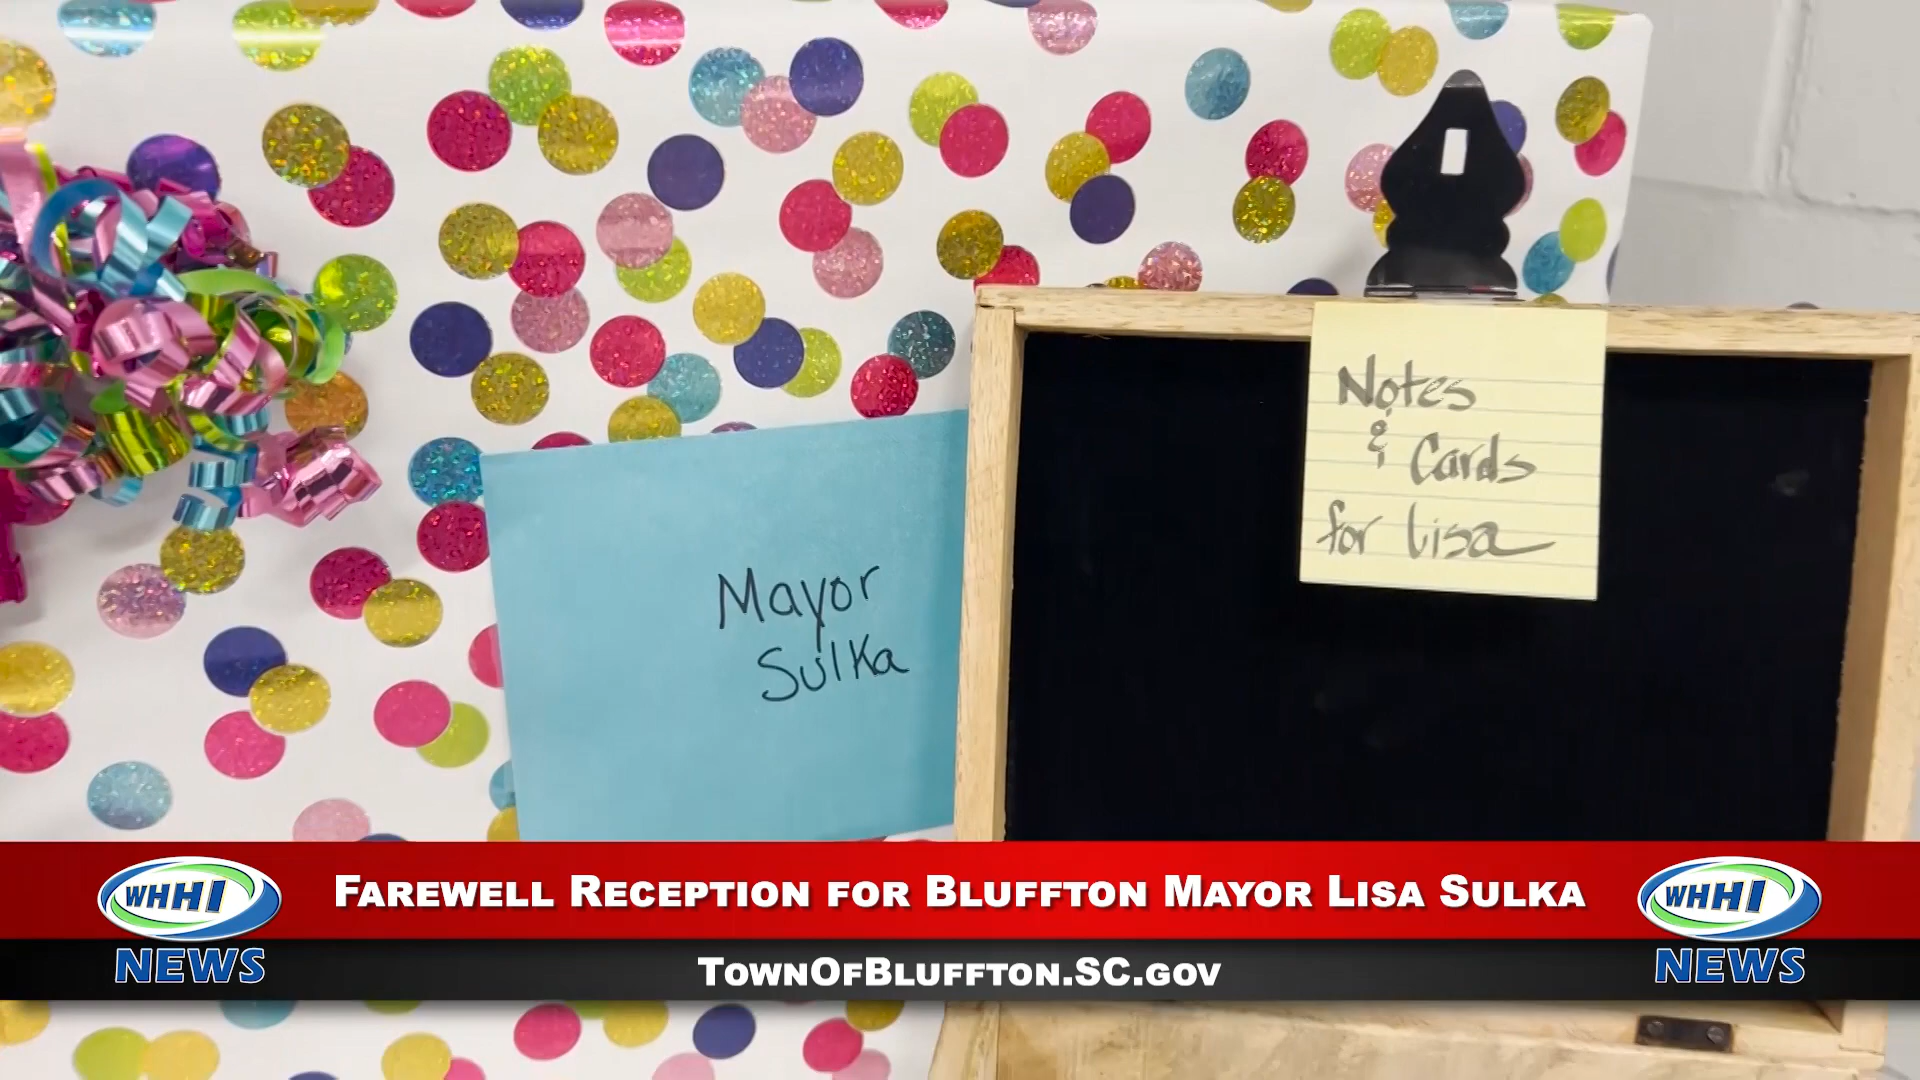 Notes
& Cards
for Lisa
Mayor
Sulka
WHHI
NEWS
FAREWELL RECEPTION FOR BLUFFTON MAYOR LISA SULKA
TOWNOFBLUFFTON.SC.GOV
WHHI
NEWS